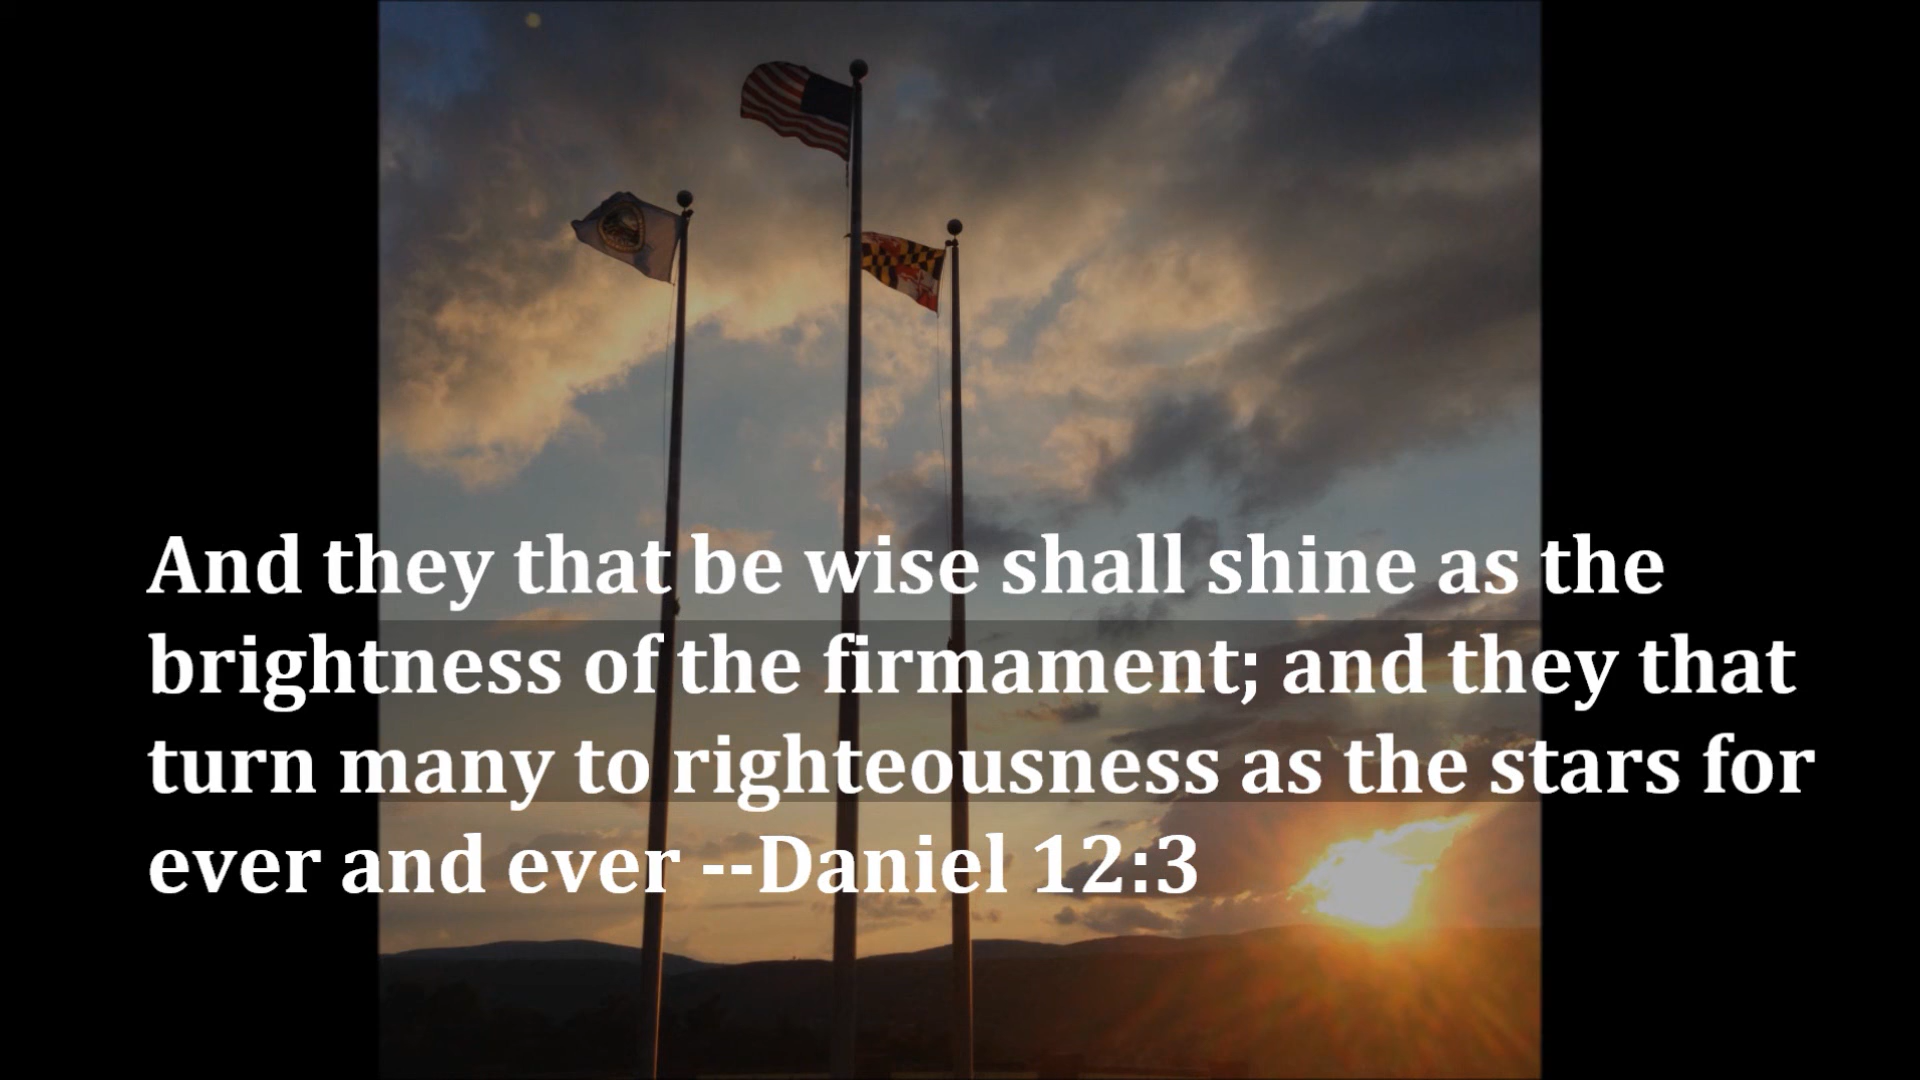 And they that be wise shall shine as the
brightness of the firmament; and they that
turn many to righteousness as the stars for
ever and ever --Daniel 12:3